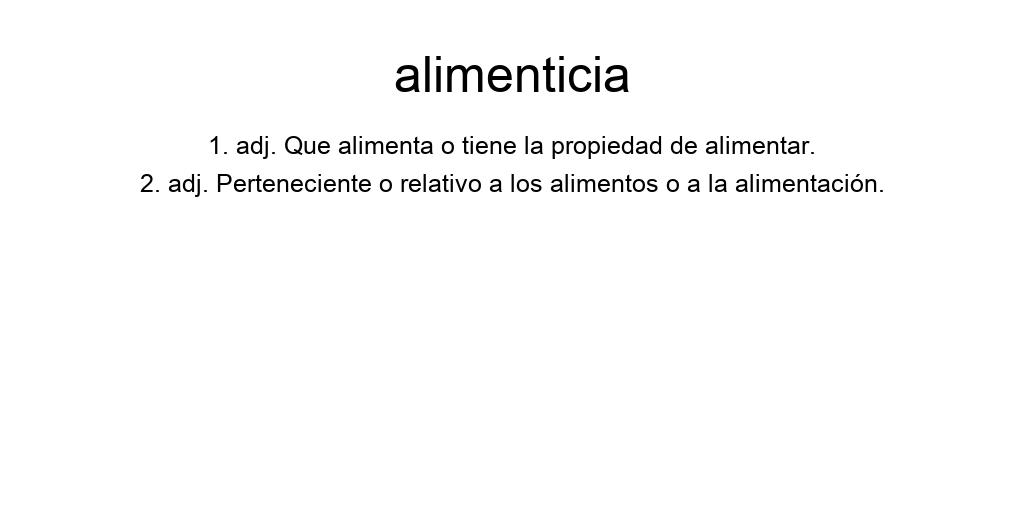 alimenticia
1. adj. Que alimenta o tiene la propiedad de alimentar.
2. adj. Perteneciente o relativo a los alimentos o a la alimentación.